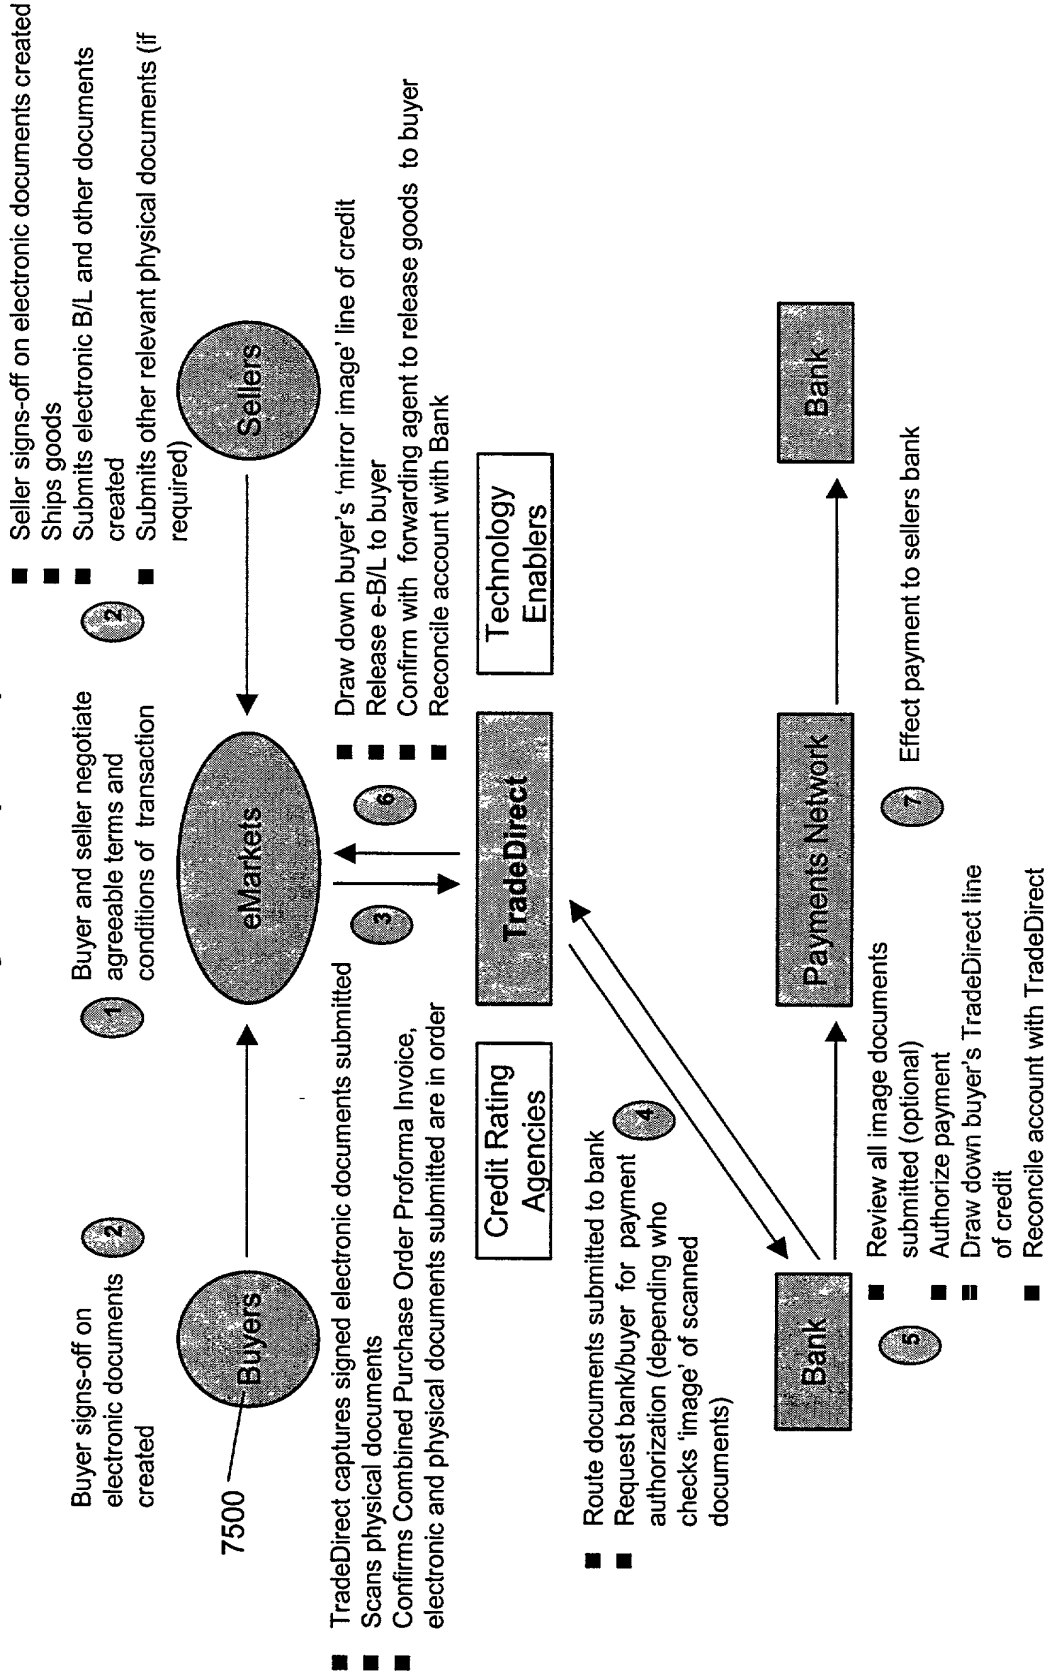 Seller signs-off on electronic documents created
Ships goods
Submits electronic B/L and other documents
created
Submits other relevant physical documents (if
required)
2
1
Buyer and seller negotiate
agreeable terms and
conditions of transaction
2
Buyer signs-off on
electronic documents
created
7500
Buyers
eMarkets
Sellers
TradeDirect captures signed electronic documents submitted
Scans physical documents
Confirms Combined Purchase Order Proforma Invoice,
electronic and physical documents submitted are in order
3
6
Draw down buyer's 'mirror image' line of credit
Release e-B/L to buyer
Confirm with forwarding agent to release goods to buyer
Reconcile account with Bank
Credit Rating
Agencies
TradeDirect
Technology
Enablers
Route documents submitted to bank
Request bank/buyer for payment
authorization (depending who
checks 'image' of scanned
documents)
4
Bank
Payments Network
Bank
5
Review all image documents
submitted (optional)
Authorize payment
Draw down buyer's TradeDirect line
of credit
Reconcile account with TradeDirect
7
Effect payment to sellers bank